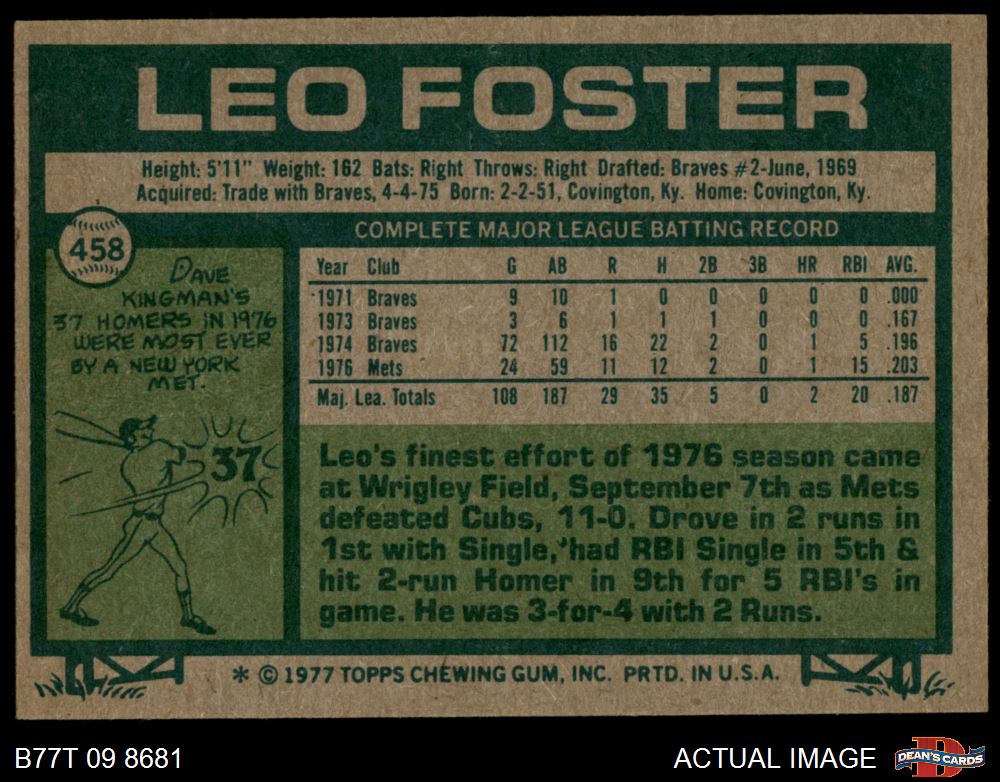 LEO FOSTER
Height: 5'11" Weight: 162 Bats: Right Throws: Right Drafted: Braves #2-June, 1969
Acquired: Trade with Braves, 4-4-75 Born: 2-2-51, Covington, Ky. Home: Covington, Ky.
458
DAVE
KINGMAN'S
37 HOMERS IN 1976
WERE MOST EVER
BY A NEW YORK
MET.
37
COMPLETE MAJOR LEAGUE BATTING RECORD
Year Club G AB R H 2B 3B HR RBI AVG.
1971 Braves 9 10 1 0 0 0 0 0 .000
1973 Braves 3 6 1 1 1 0 0 0 .167
1974 Braves 72 112 16 22 2 0 1 5 .196
1976 Mets 24 59 11 12 2 0 1 15 .203
Maj. Lea. Totals 108 187 29 35 5 0 2 20 .187
Leo's finest effort of 1976 season came
at Wrigley Field, September 7th as Mets
defeated Cubs, 11-0. Drove in 2 runs in
1st with Single, had RBI Single in 5th &
hit 2-run Homer in 9th for 5 RBI's in
game. He was 3-for-4 with 2 Runs.
* © 1977 TOPPS CHEWING GUM, INC. PRTD. IN U.S.A.
B77T 09 8681
ACTUAL IMAGE
D
DEAN'S CARDS